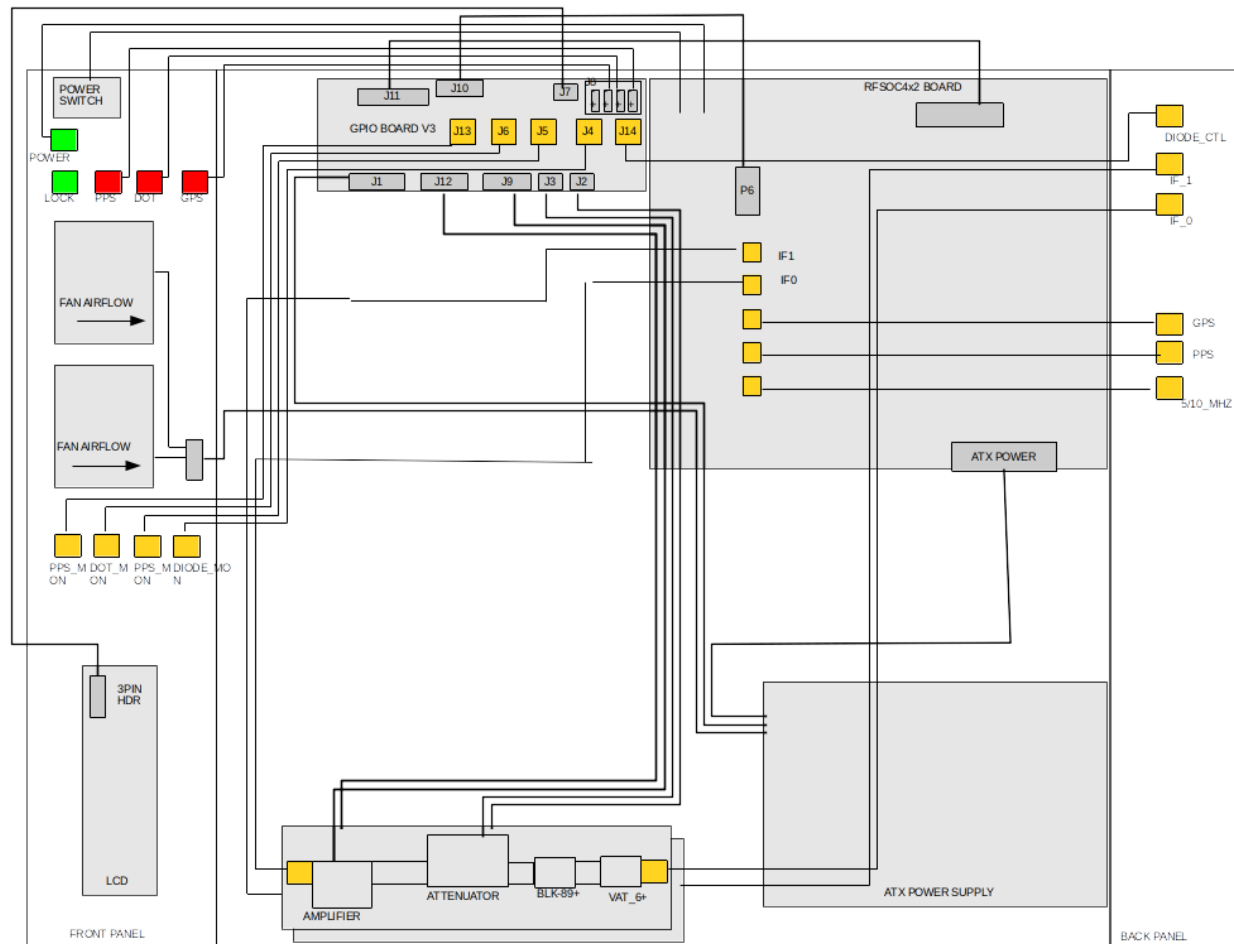 POWER
SWITCH
POWER
LOCK
PPS
DOT
GPS
J11
J10
J7
J8
+ + + +
GPIO BOARD V3
J13
J6
J5
J4
J14
J1
J12
J9
J3
J2
RFSOC4x2 BOARD
P6
IF1
IF0
DIODE_CTL
IF_1
IF_0
GPS
PPS
5/10_MHZ
FAN AIRFLOW
FAN AIRFLOW
ATX POWER
PPS_M
ON
DOT_M
ON
PPS_M
ON
DIODE_MO
N
3PIN
HDR
LCD
AMPLIFIER
ATTENUATOR
BLK-89+
VAT_6+
ATX POWER SUPPLY
FRONT PANEL
BACK PANEL